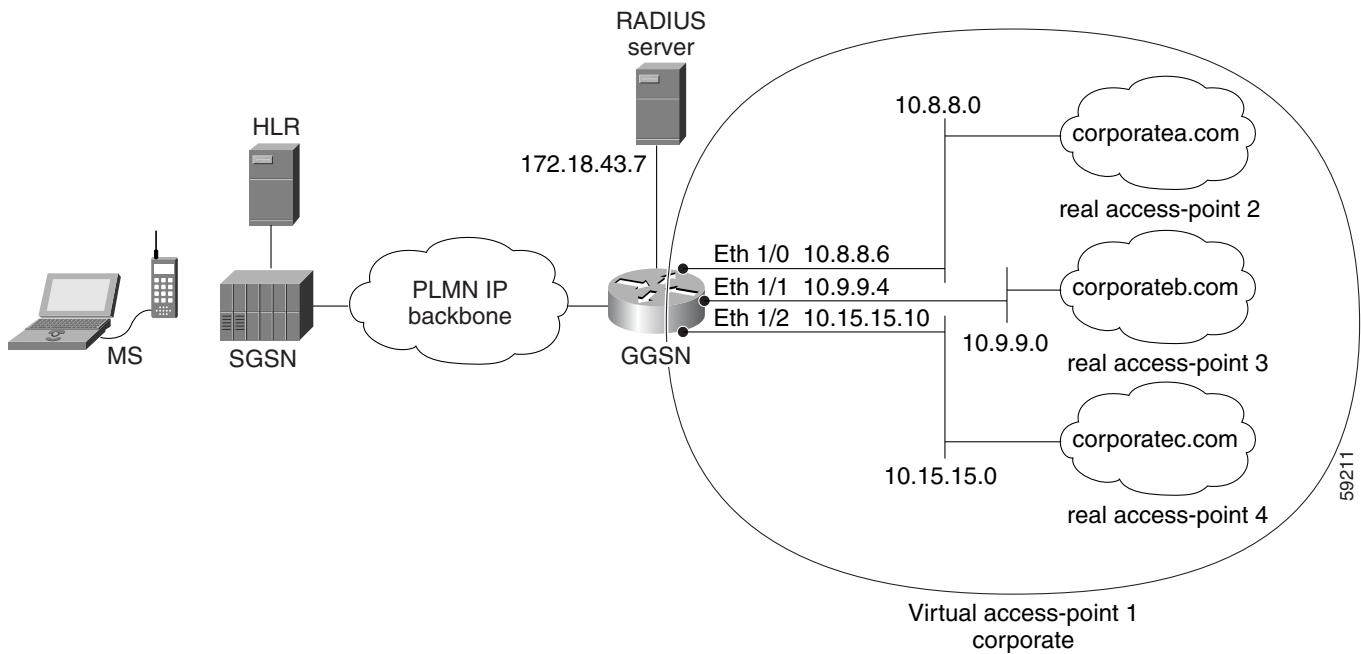 RADIUS
server
HLR
172.18.43.7
10.8.8.0
corporatea.com
real access-point 2
Eth 1/0 10.8.8.6
Eth 1/1 10.9.9.4
Eth 1/2 10.15.15.10
corporateb.com
10.9.9.0
real access-point 3
PLMN IP
backbone
MS
SGSN
GGSN
corporatec.com
10.15.15.0
real access-point 4
59211
Virtual access-point 1
corporate